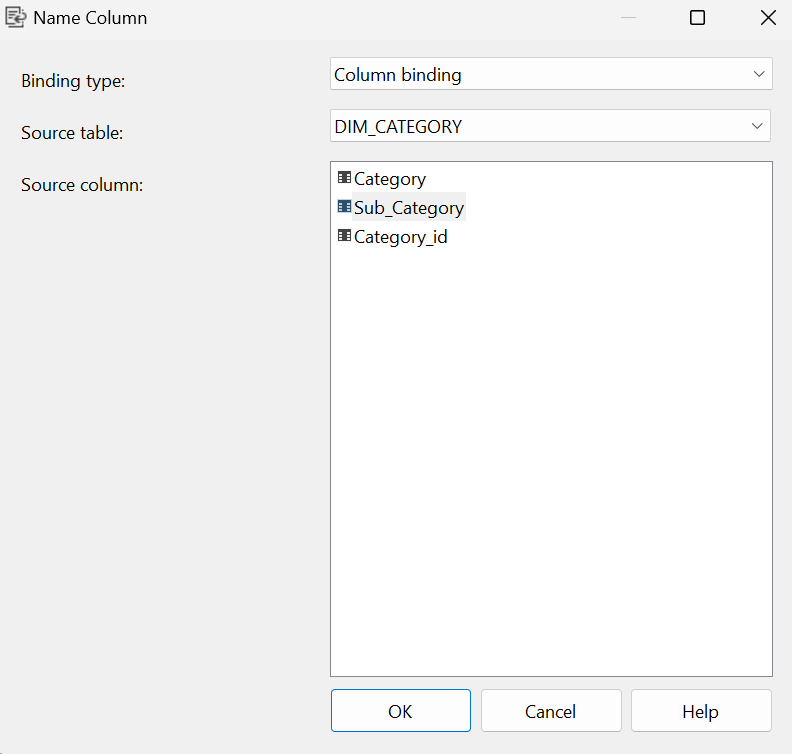 Name Column
Binding type:
Column binding
Source table:
DIM_CATEGORY
Source column:
Category
Sub_Category
Category_id
OK
Cancel
Help